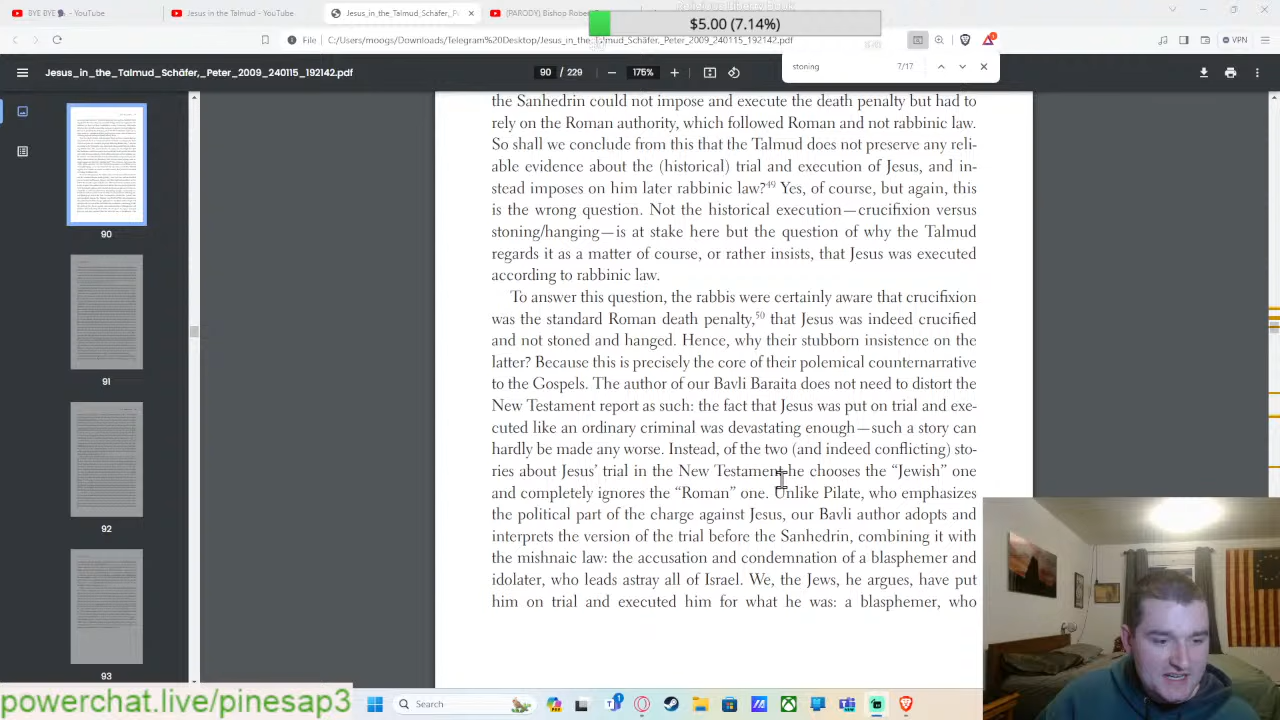 BYE BYE
YouTube
Jesus_in_the_Talmud_Schäfer,_P
(PARODY) Bishop Rober
$5.00 (7.14%)
File
C:/Users/moogs/Downloads/Telegram%20Desktop/Jesus_in_the_Talmud_Schäfer,_Peter_2009_240115_192142.pdf
VPN
stoning
7/17
Jesus_in_the_Talmud_Schäfer,_Peter_2009_240115_192142.pdf
90 / 229
175%
the Sanhedrin could not impose and execute the death penalty but had to
rely on the Roman authority, which followed Roman and not rabbinic law.
So shall we conclude from this that the Talmud does not preserve any reli-
able evidence about the (historical) trial and execution of Jesus, and in-
stead imposes on him later rabbinic law?49 Yes, of course, but again, this
is the wrong question. Not the historical execution—crucifixion versus
stoning/hanging—is at stake here but the question of why the Talmud
regards it as a matter of course, or rather insists, that Jesus was executed
according to rabbinic law.
To answer this question, the rabbis were certainly aware that crucifixion
was the standard Roman death penalty,50 that Jesus was indeed crucified
and not stoned and hanged. Hence, why their stubborn insistence on the
latter? Because this is precisely the core of their polemical counternarrative
to the Gospels. The author of our Bavli Baraita does not need to distort the
New Testament report as such: the fact that Jesus was put on trial and exe-
cuted like an ordinary criminal was devastating enough—such a story can
hardly be made any worse. Instead, of the two (and indeed conflicting) sto-
ries about Jesus' trial in the New Testament he chooses the "Jewish" one
and completely ignores the "Roman" one. Unlike Pilate, who emphasizes
the political part of the charge against Jesus, our Bavli author adopts and
interprets the version of the trial before the Sanhedrin, combining it with
the mishnaic law: the accusation and condemnation of a blasphemer and
idolater, who leads astray all of Israel. We, the Jews, he argues, have put
him on trial and executed him for what he was: a blasphemer, who
90
91
92
93
powerchat.live/pinesap3
Search